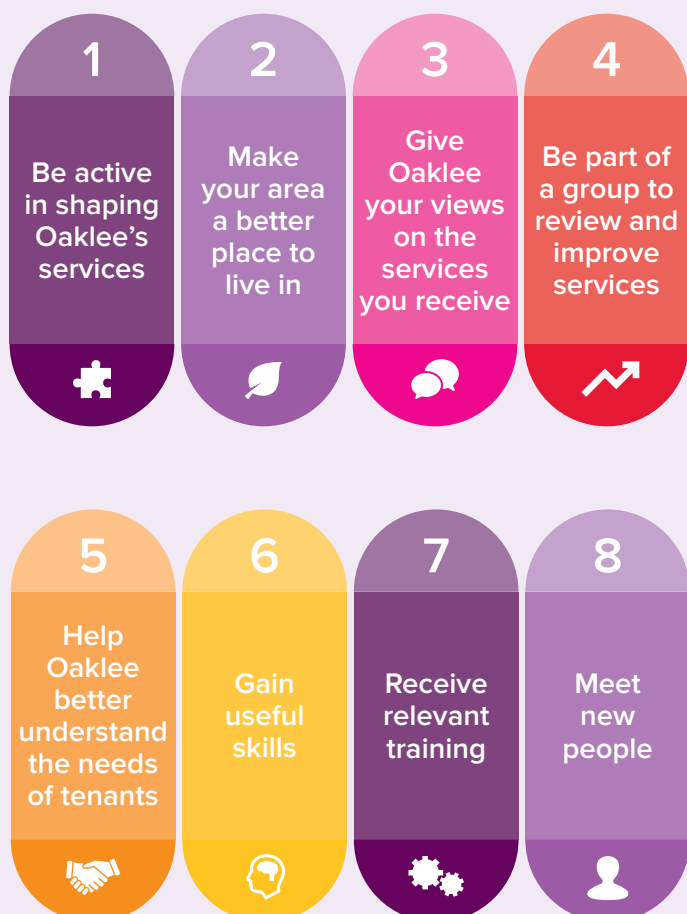 1
Be active
in shaping
Oaklee’s
services
2
Make
your area
a better
place to
live in
3
Give
Oaklee
your views
on the
services
you receive
4
Be part of
a group to
review and
improve
services
5
Help
Oaklee
better
understand
the needs
of tenants
6
Gain
useful
skills
7
Receive
relevant
training
8
Meet
new
people